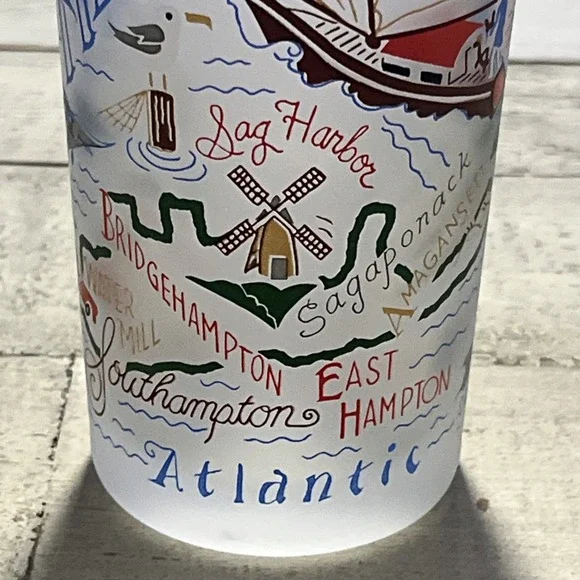 Sag Harbor
BRIDGEHAMPTON
Sagaponack
AMAGANSETT
WATER
MILL
Southampton
EAST
HAMPTON
Atlantic